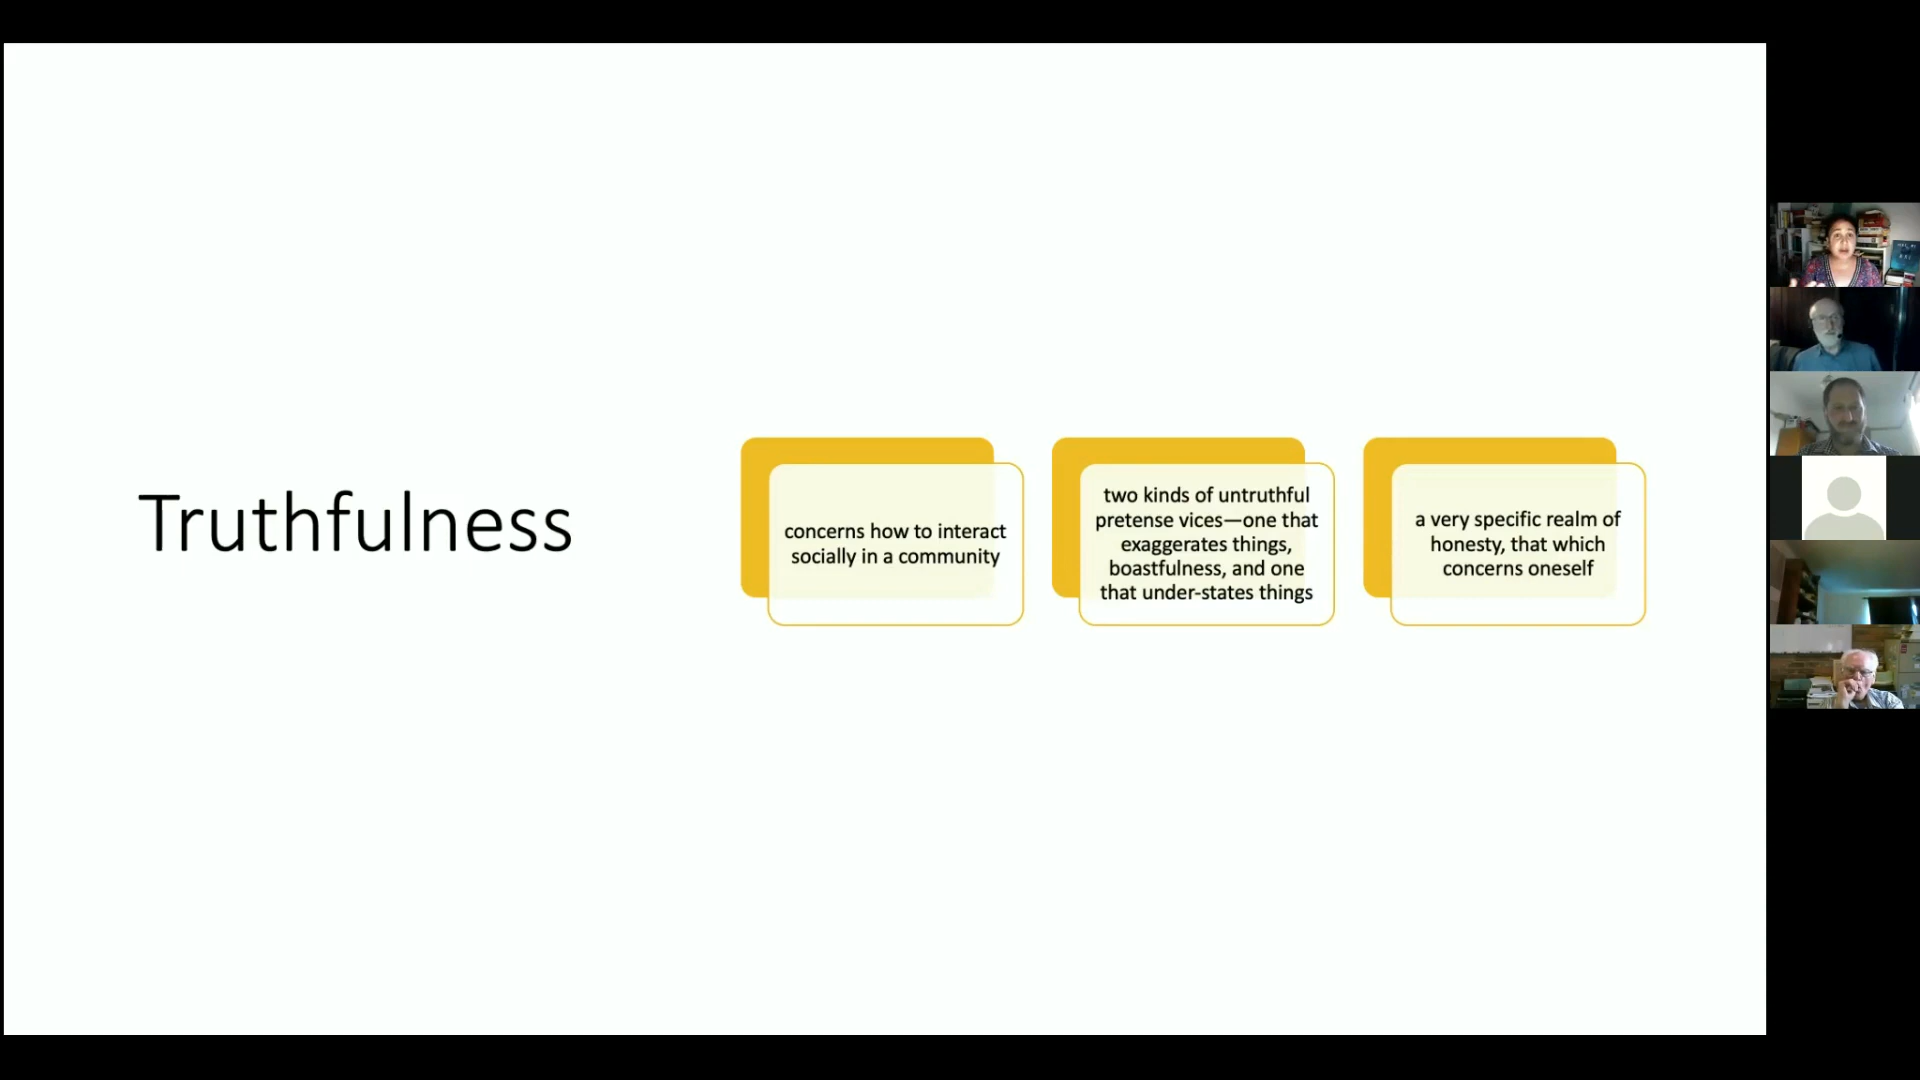 Truthfulness
concerns how to interact
socially in a community
two kinds of untruthful
pretense vices—one that
exaggerates things,
boastfulness, and one
that under-states things
a very specific realm of
honesty, that which
concerns oneself